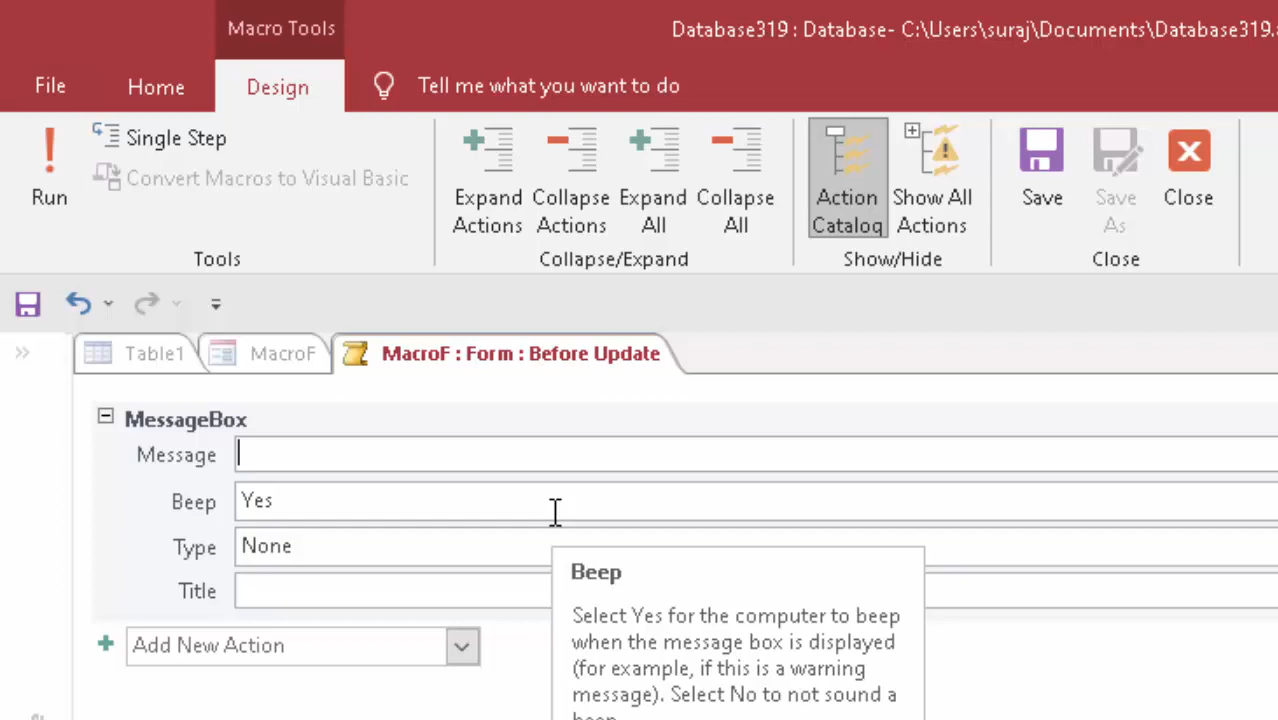 Macro Tools
Database319 : Database- C:\Users\suraj\Documents\Database319.
File
Home
Design
Tell me what you want to do
Run
Single Step
Convert Macros to Visual Basic
Expand Actions
Collapse Actions
Expand All
Collapse All
Action Catalog
Show All Actions
Save
Save As
Close
Tools
Collapse/Expand
Show/Hide
Close
Table1
MacroF
MacroF : Form : Before Update
MessageBox
Message
Beep Yes
Type None
Title
Add New Action
Beep
Select Yes for the computer to beep
when the message box is displayed
(for example, if this is a warning
message). Select No to not sound a
beep